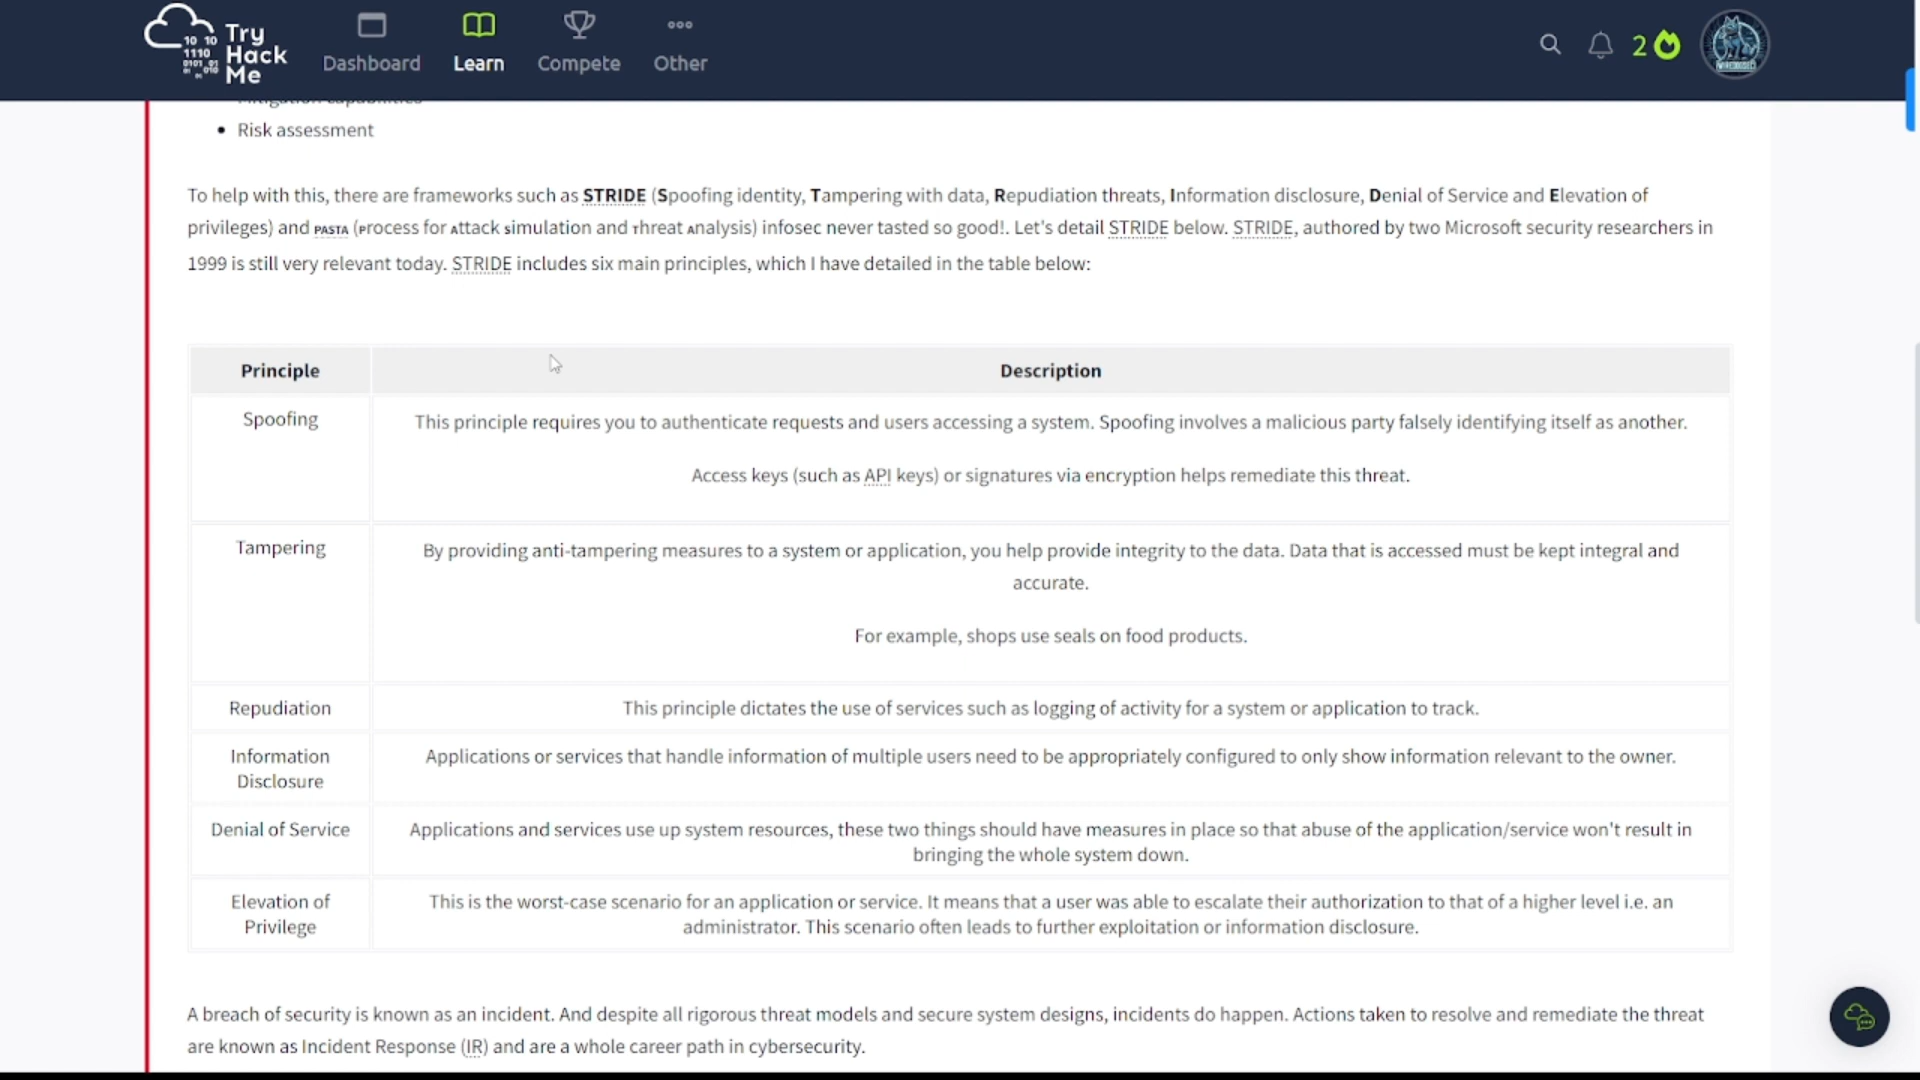 Try
Hack
Me
10 10
1110
0101 01
01 010
Dashboard
Learn
Compete
Other
2
Mitigation capabilities
• Risk assessment
To help with this, there are frameworks such as STRIDE (Spoofing identity, Tampering with data, Repudiation threats, Information disclosure, Denial of Service and Elevation of
privileges) and PASTA (Process for Attack Simulation and Threat Analysis) infosec never tasted so good!. Let's detail STRIDE below. STRIDE, authored by two Microsoft security researchers in
1999 is still very relevant today. STRIDE includes six main principles, which I have detailed in the table below:
Principle
Description
Spoofing
This principle requires you to authenticate requests and users accessing a system. Spoofing involves a malicious party falsely identifying itself as another.
Access keys (such as API keys) or signatures via encryption helps remediate this threat.
Tampering
By providing anti-tampering measures to a system or application, you help provide integrity to the data. Data that is accessed must be kept integral and
accurate.
For example, shops use seals on food products.
Repudiation
This principle dictates the use of services such as logging of activity for a system or application to track.
Information
Disclosure
Applications or services that handle information of multiple users need to be appropriately configured to only show information relevant to the owner.
Denial of Service
Applications and services use up system resources, these two things should have measures in place so that abuse of the application/service won't result in
bringing the whole system down.
Elevation of
Privilege
This is the worst-case scenario for an application or service. It means that a user was able to escalate their authorization to that of a higher level i.e. an
administrator. This scenario often leads to further exploitation or information disclosure.
A breach of security is known as an incident. And despite all rigorous threat models and secure system designs, incidents do happen. Actions taken to resolve and remediate the threat
are known as Incident Response (IR) and are a whole career path in cybersecurity.